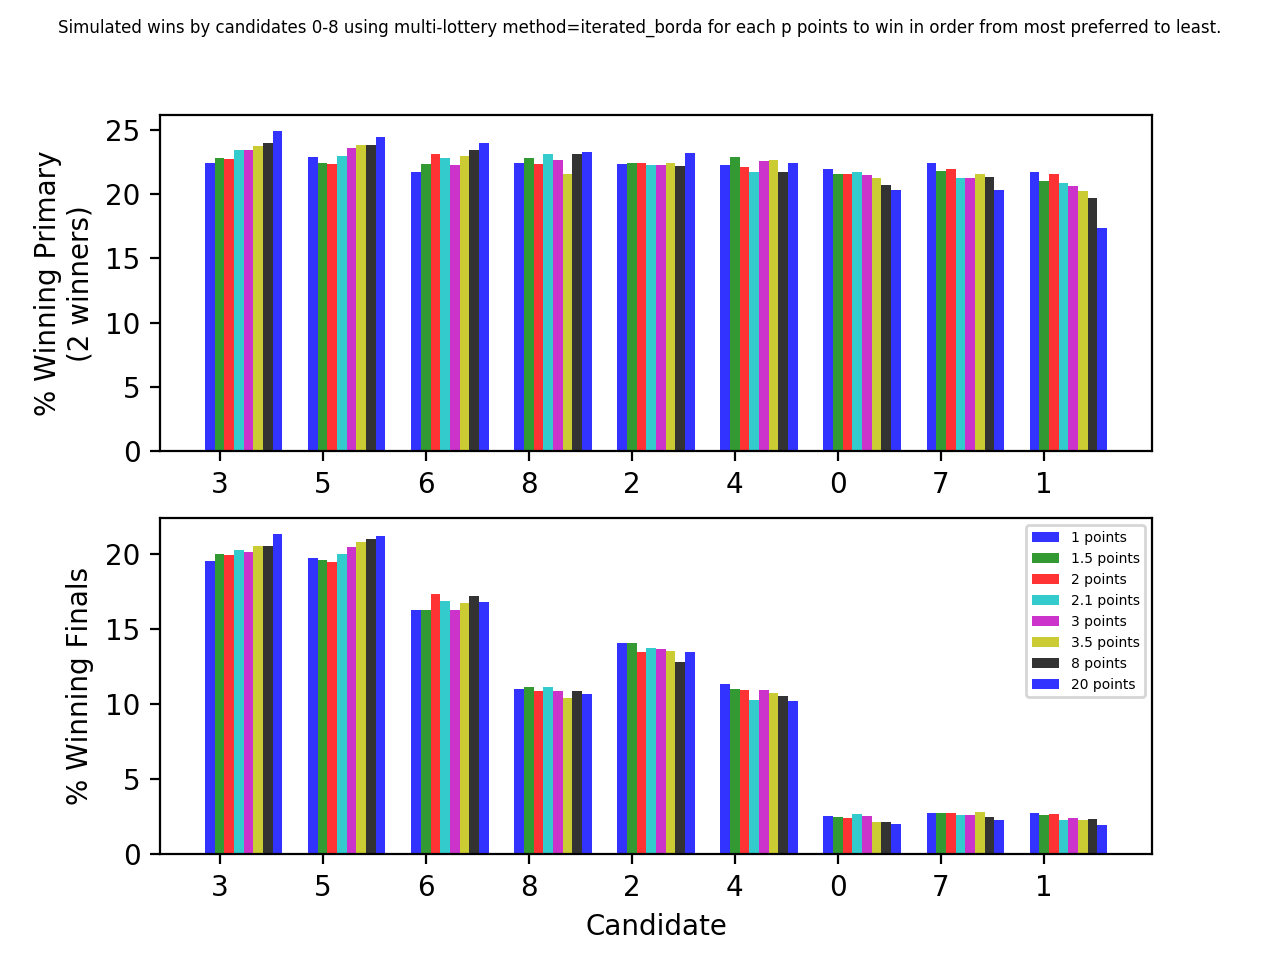 Simulated wins by candidates 0-8 using multi-lottery method=iterated_borda for each p points to win in order from most preferred to least.
% Winning Primary
(2 winners)
25
20
15
10
5
0
3 5 6 8 2 4 0 7 1
% Winning Finals
20
15
10
5
0
1 points
1.5 points
2 points
2.1 points
3 points
3.5 points
8 points
20 points
3 5 6 8 2 4 0 7 1
Candidate